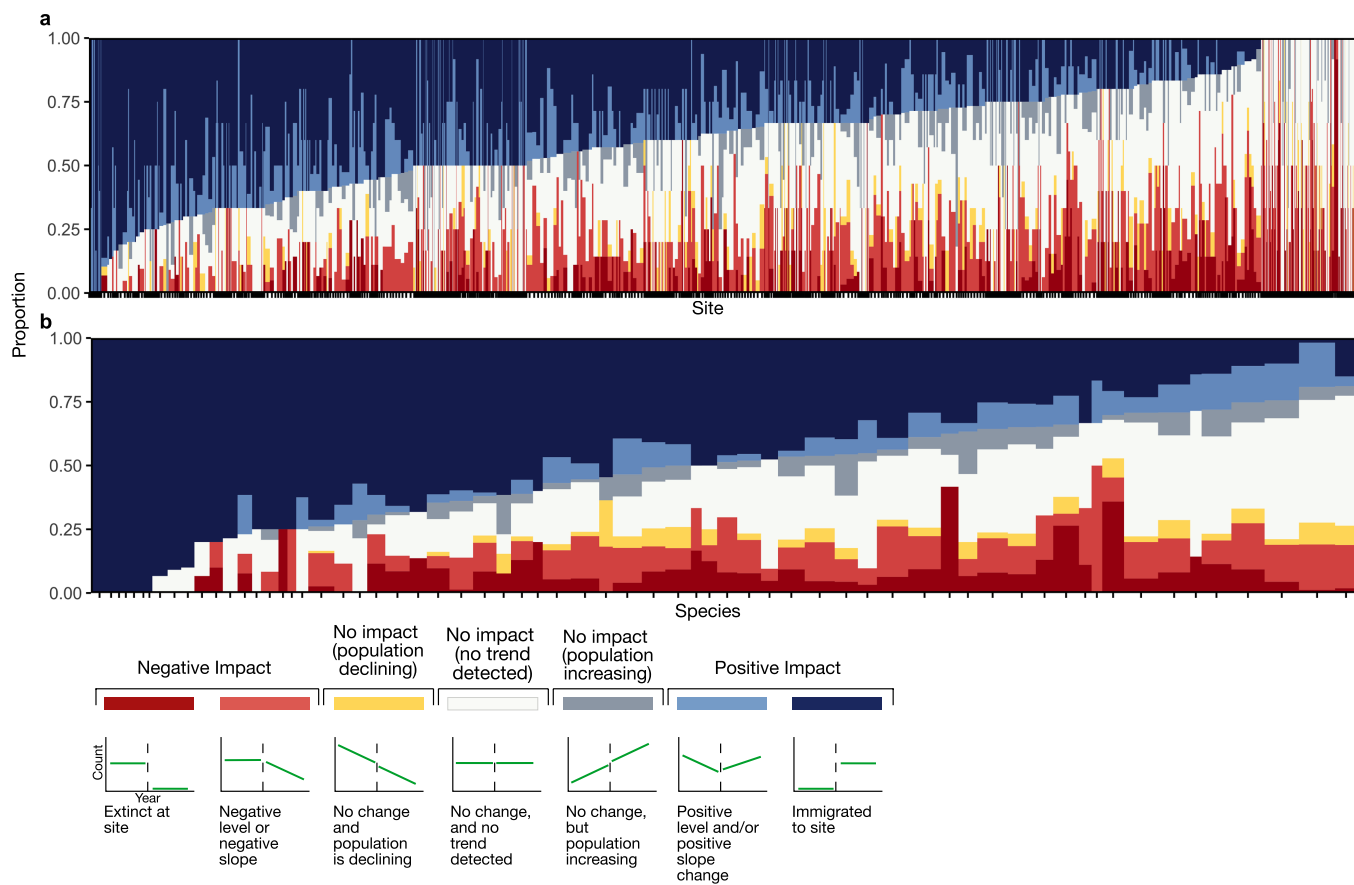 a
1.00
0.75
0.50
0.25
0.00
Site
Proportion
b
1.00
0.75
0.50
0.25
0.00
Species
Negative Impact
No impact
(population
declining)
No impact
(no trend
detected)
No impact
(population
increasing)
Positive Impact
Count
Year
Extinct at
site
Negative
level or
negative
slope
No change
and
population
is declining
No change,
and no
trend
detected
No change,
but
population
increasing
Positive
level and/or
positive
slope
change
Immigrated
to site